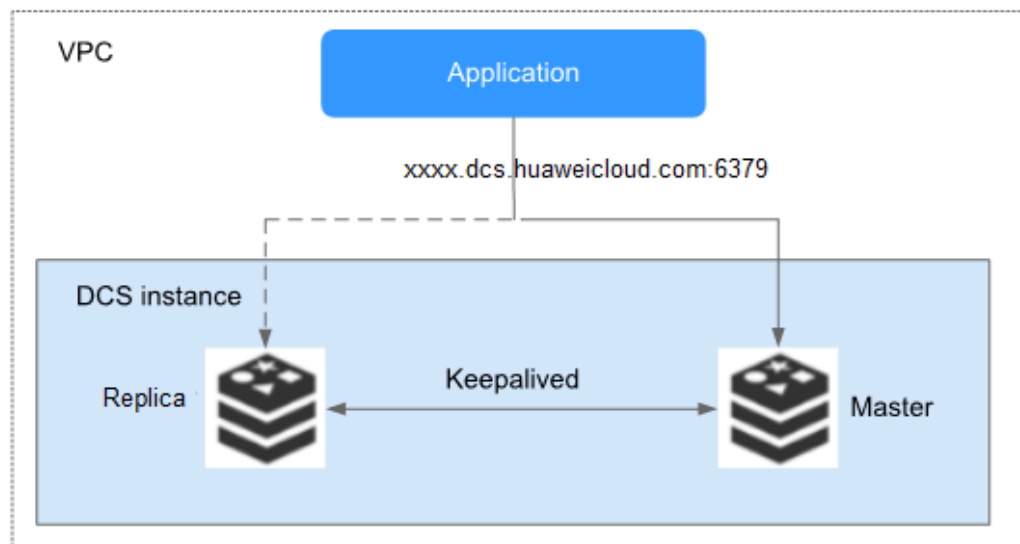 VPC
Application
xxxx.dcs.huaweicloud.com:6379
DCS instance
Keepalived
Replica
Master